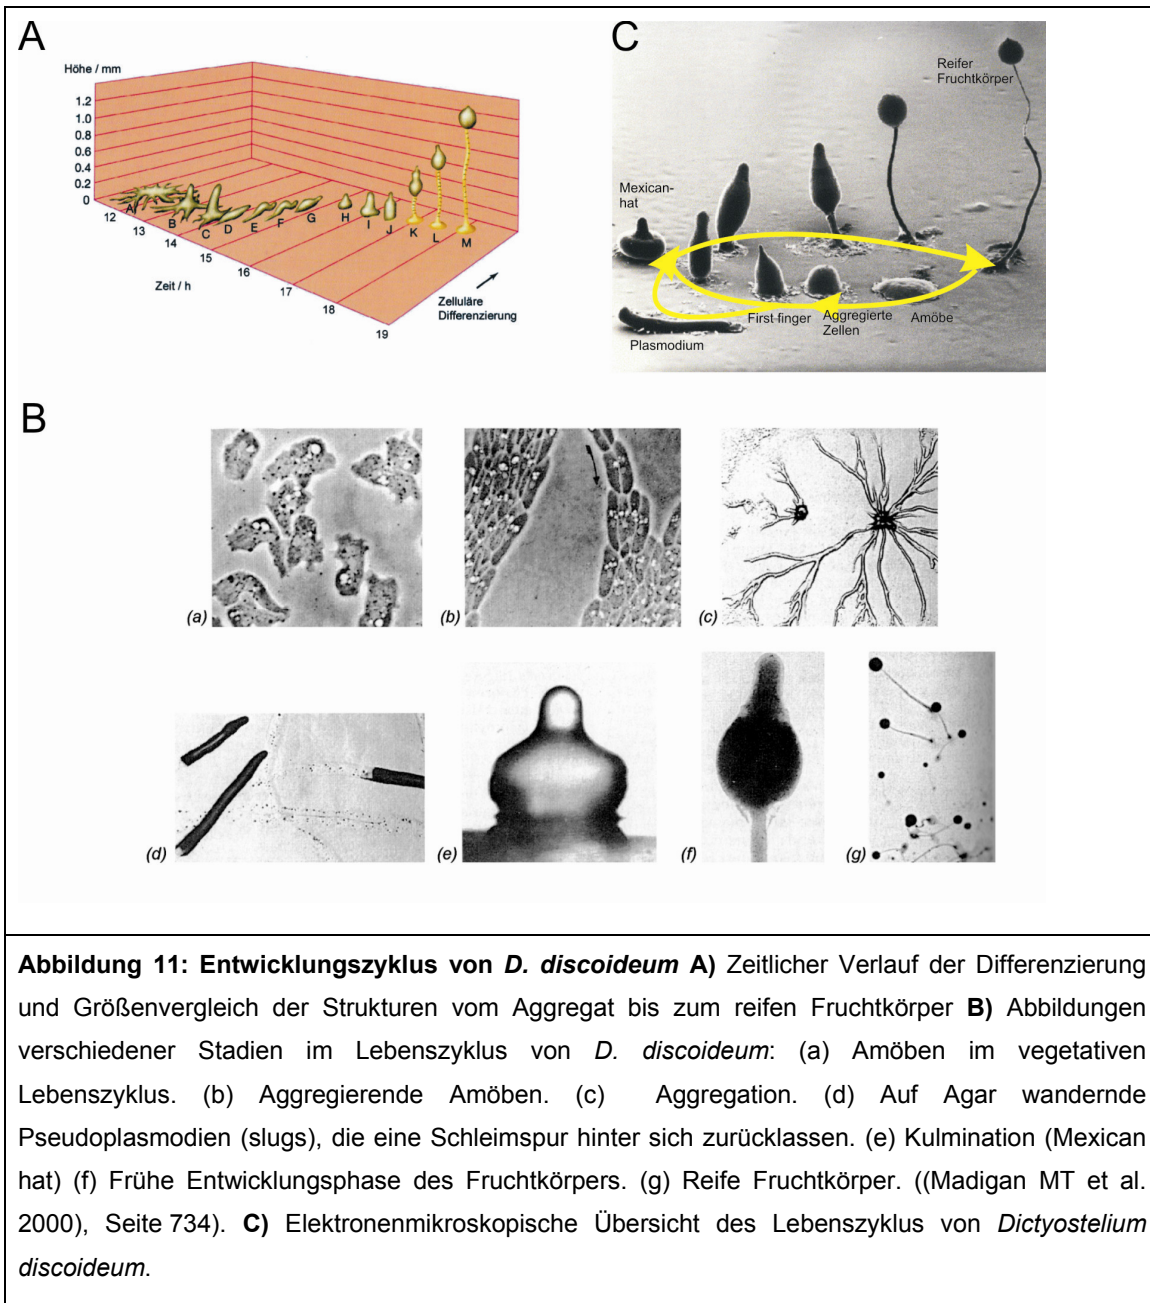 A
Höhe / mm
1.2
1.0
0.8
0.6
0.4
0.2
0
12
13
14
15
16
17
18
19
A
B
C
D
E
F
G
H
I
J
K
L
M
Zeit / h
Zelluläre
Differenzierung
C
Reifer
Fruchtkörper
Mexican-
hat
First finger
Aggregierte
Zellen
Amöbe
Plasmodium
B
(a)
(b)
(c)
(d)
(e)
(f)
(g)
Abbildung 11: Entwicklungszyklus von D. discoideum A) Zeitlicher Verlauf der Differenzierung
und Größenvergleich der Strukturen vom Aggregat bis zum reifen Fruchtkörper B) Abbildungen
verschiedener Stadien im Lebenszyklus von D. discoideum: (a) Amöben im vegetativen
Lebenszyklus. (b) Aggregierende Amöben. (c) Aggregation. (d) Auf Agar wandernde
Pseudoplasmodien (slugs), die eine Schleimspur hinter sich zurücklassen. (e) Kulmination (Mexican
hat) (f) Frühe Entwicklungsphase des Fruchtkörpers. (g) Reife Fruchtkörper. ((Madigan MT et al.
2000), Seite 734). C) Elektronenmikroskopische Übersicht des Lebenszyklus von Dictyostelium
discoideum.